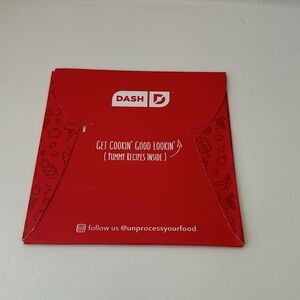 DASH D
GET COOKIN' GOOD LOOKIN'
( YUMMY RECIPES INSIDE )
follow us @unprocessyourfood